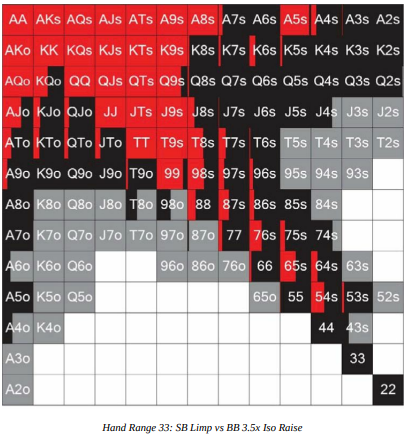 AA AKs AQs AJs ATs A9s A8s A7s A6s A5s A4s A3s A2s
AKo KK KQs KJs KTs K9s K8s K7s K6s K5s K4s K3s K2s
AQo KQo QQ QJs QTs Q9s Q8s Q7s Q6s Q5s Q4s Q3s Q2s
AJo KJo QJo JJ JTs J9s J8s J7s J6s J5s J4s J3s J2s
ATo KTo QTo JTo TT T9s T8s T7s T6s T5s T4s T3s T2s
A9o K9o Q9o J9o T9o 99 98s 97s 96s 95s 94s 93s
A8o K8o Q8o J8o T8o 98o 88 87s 86s 85s 84s
A7o K7o Q7o J7o T7o 97o 87o 77 76s 75s 74s
A6o K6o Q6o 96o 86o 76o 66 65s 64s 63s
A5o K5o Q5o 65o 55 54s 53s 52s
A4o K4o 44 43s
A3o 33
A2o 22
Hand Range 33: SB Limp vs BB 3.5x Iso Raise